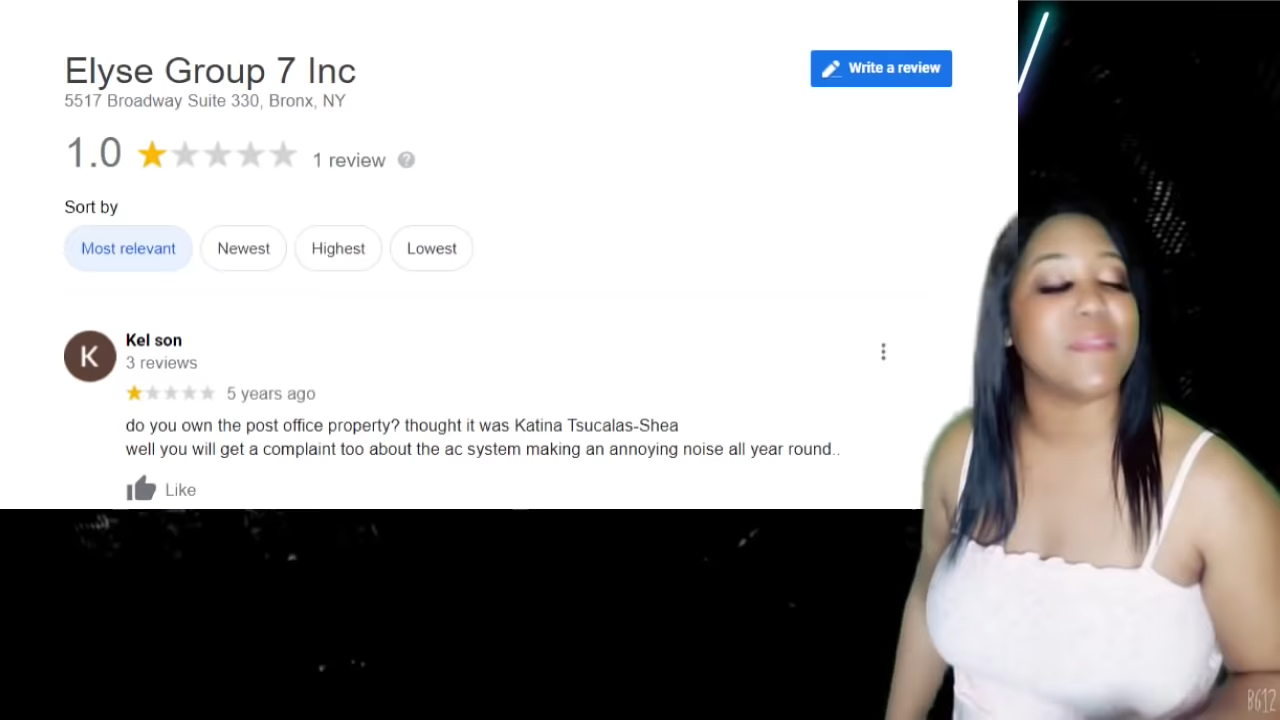 Elyse Group 7 Inc
Write a review
5517 Broadway Suite 330, Bronx, NY
1.0
1 review
Sort by
Most relevant
Newest
Highest
Lowest
K
Kel son
3 reviews
5 years ago
do you own the post office property? thought it was Katina Tsucalas-Shea
well you will get a complaint too about the ac system making an annoying noise all year round..
Like
B612